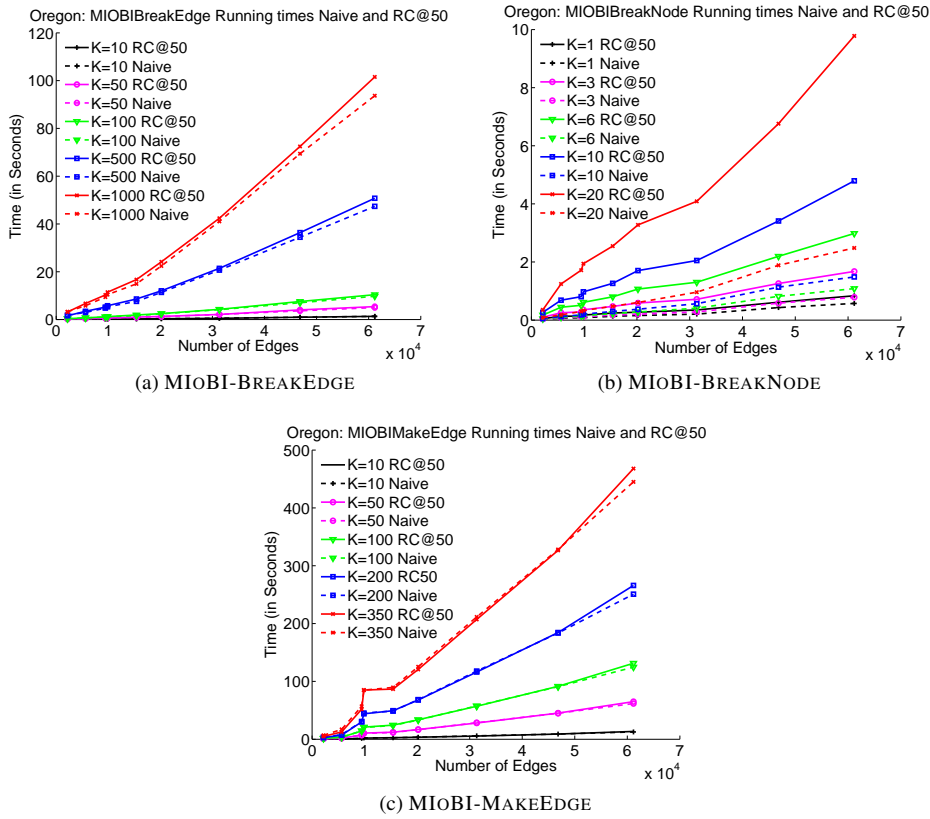 Oregon: MIOBIBreakEdge Running times Naive and RC@50
120
100
80
60
40
20
0
Time (in Seconds)
K=10 RC@50
K=10 Naive
K=50 RC@50
K=50 Naive
K=100 RC@50
K=100 Naive
K=500 RC@50
K=500 Naive
K=1000 RC@50
K=1000 Naive
0 1 2 3 4 5 6 7
Number of Edges
x 10^4
(a) MIOBI-BREAKEDGE
Oregon: MIOBIBreakNode Running times Naive and RC@50
10
8
6
4
2
0
Time (in Seconds)
K=1 RC@50
K=1 Naive
K=3 RC@50
K=3 Naive
K=6 RC@50
K=6 Naive
K=10 RC@50
K=10 Naive
K=20 RC@50
K=20 Naive
0 1 2 3 4 5 6 7
Number of Edges
x 10^4
(b) MIOBI-BREAKNODE
Oregon: MIOBIMakeEdge Running times Naive and RC@50
500
400
300
200
100
0
Time (in Seconds)
K=10 RC@50
K=10 Naive
K=50 RC@50
K=50 Naive
K=100 RC@50
K=100 Naive
K=200 RC50
K=200 Naive
K=350 RC@50
K=350 Naive
0 1 2 3 4 5 6 7
Number of Edges
x 10^4
(c) MIOBI-MAKEEDGE